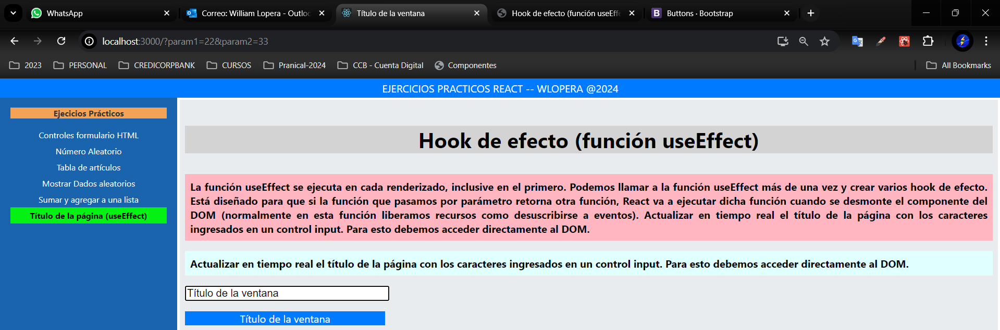 WhatsApp
Correo: William Lopera - Outloo
Título de la ventana
Hook de efecto (función useEffe
B Buttons · Bootstrap
localhost:3000/?param1=22&param2=33
2023 PERSONAL CREDICORPBANK CURSOS Pranical-2024 CCB - Cuenta Digital Componentes All Bookmarks
EJERCICIOS PRACTICOS REACT -- WLOPERA @2024
Ejecicios Prácticos
Controles formulario HTML
Número Aleatorio
Tabla de artículos
Mostrar Dados aleatorios
Sumar y agregar a una lista
Título de la página (useEffect)
Hook de efecto (función useEffect)
La función useEffect se ejecuta en cada renderizado, inclusive en el primero. Podemos llamar a la función useEffect más de una vez y crear varios hook de efecto.
Está diseñado para que si la función que pasamos por parámetro retorna otra función, React va a ejecutar dicha función cuando se desmonte el componente del
DOM (normalmente en esta función liberamos recursos como desuscribirse a eventos). Actualizar en tiempo real el título de la página con los caracteres
ingresados en un control input. Para esto debemos acceder directamente al DOM.
Actualizar en tiempo real el título de la página con los caracteres ingresados en un control input. Para esto debemos acceder directamente al DOM.
Título de la ventana
Título de la ventana